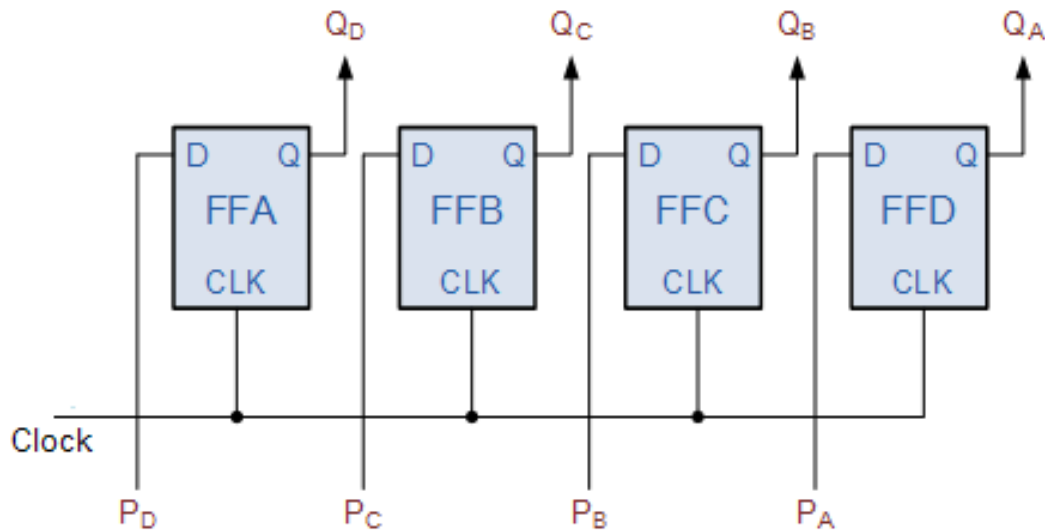 QD QC QB QA
D Q D Q D Q D Q
FFA FFB FFC FFD
CLK CLK CLK CLK
Clock
PD PC PB PA